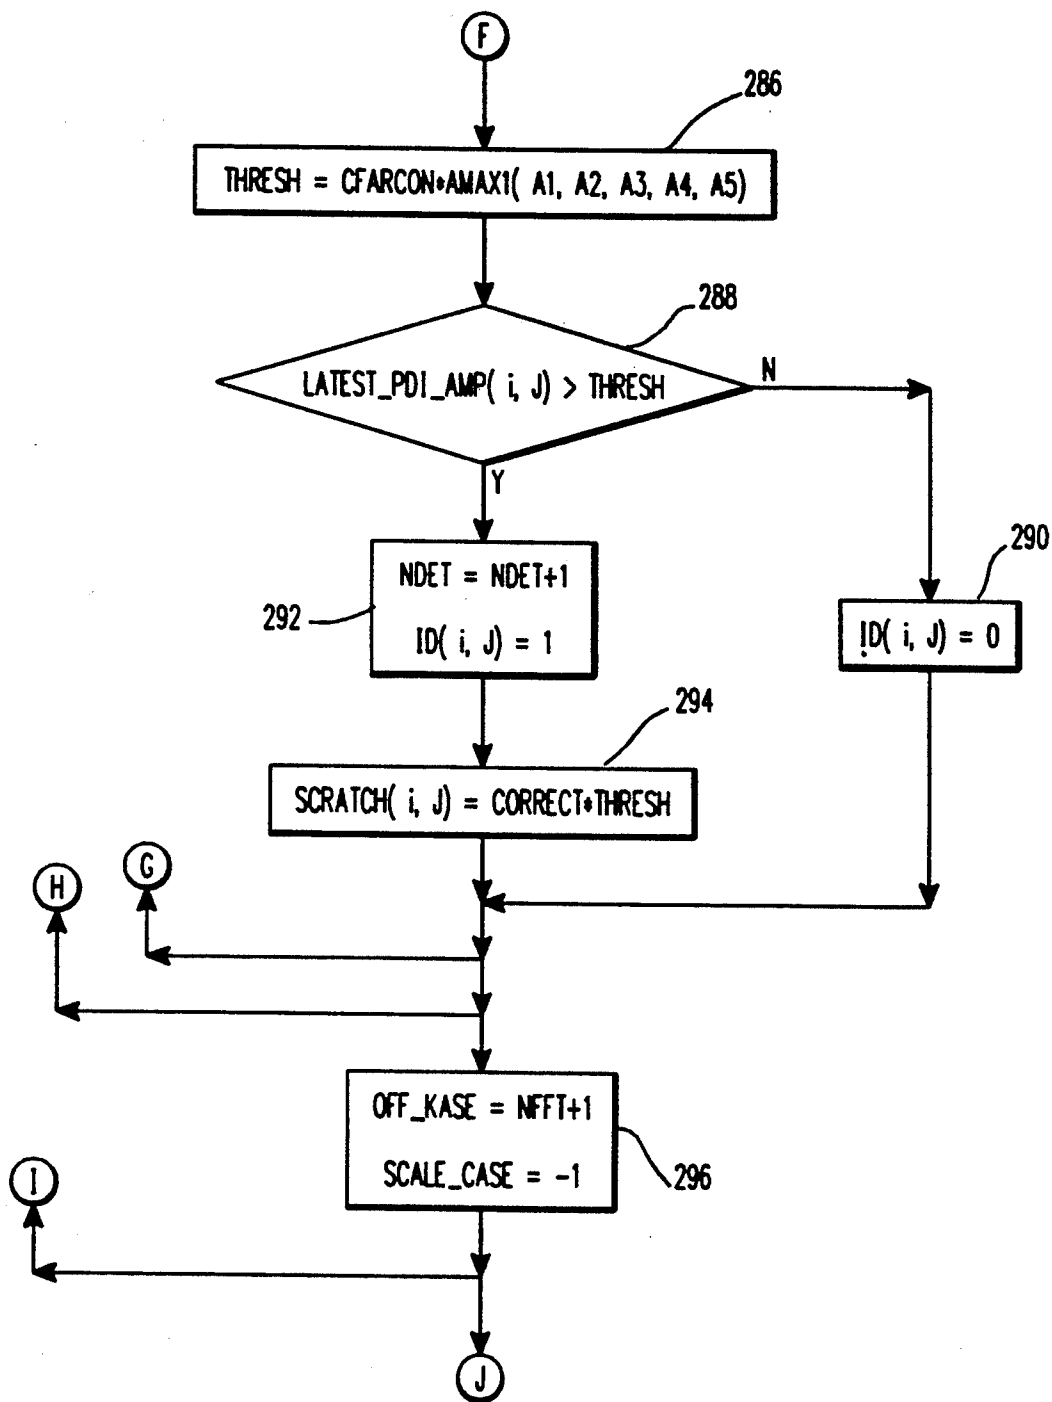 F
286
THRESH = CFARCON*AMAX1( A1, A2, A3, A4, A5)
288
LATEST_PDI_AMP( i, J) > THRESH
N
Y
290
NDET = NDET+1
292
ID( i, J) = 1
ID( i, J) = 0
294
SCRATCH( i, J) = CORRECT*THRESH
G
H
OFF_KASE = NFFT+1
SCALE_CASE = -1
296
I
J